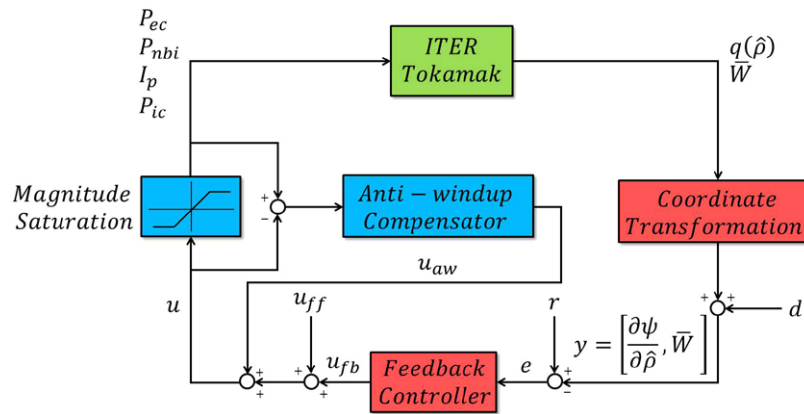 P_ec
P_nbi
I_p
P_ic
ITER
Tokamak
q(ρ̂)
W̅
Magnitude
Saturation
+
−
Anti − windup
Compensator
Coordinate
Transformation
u_aw
u
u_ff
r
+ +
d
y = [∂ψ/∂ρ̂, W̅]
+
+
+
+
u_fb
Feedback
Controller
e
+
−